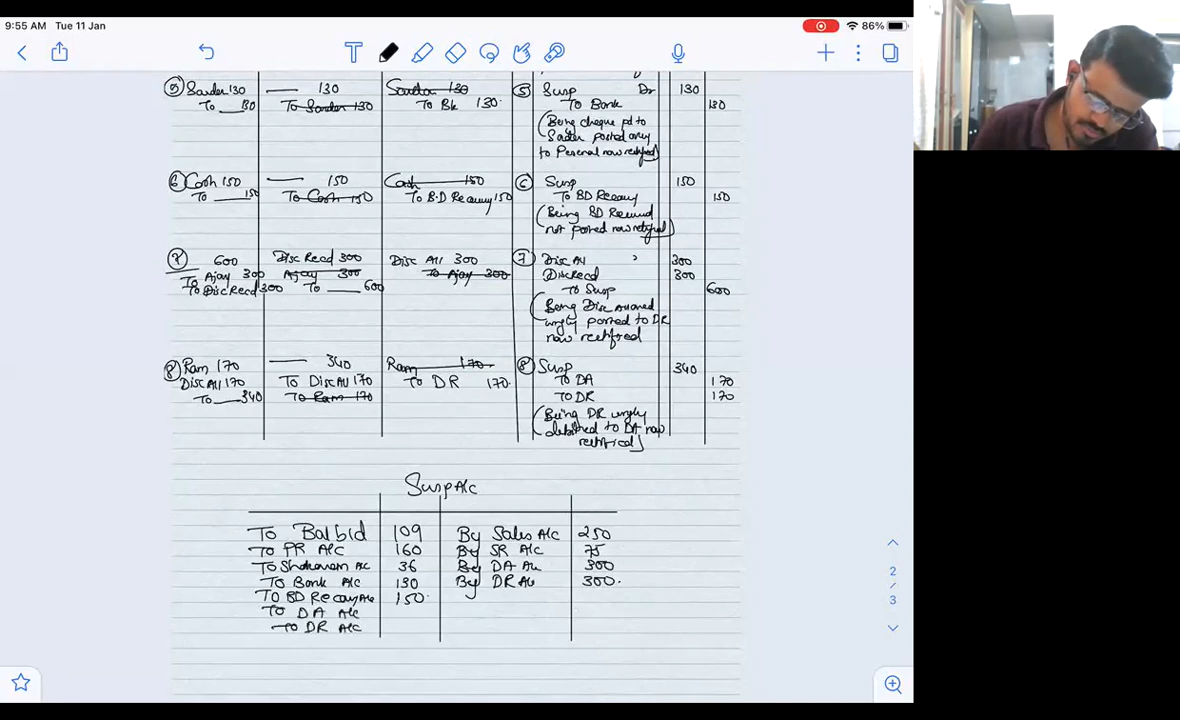 9:55 AM Tue 11 Jan
86%
T
5 Sander 130 — 130 Sander 130 5 Susp Dr 130
To — 130 To Sander 130 To Bk 130 To Bank 130
(Being cheque pd to
Sander posted only
to Personal now rectified)
6 Cash 150 — 150 Cash 150 6 Susp 150
To — 150 To Cash 150 To B.D Recovery 150 To BD Recovery 150
(Being BD Recovered
not posted now rectified)
7 600 Disc Recd 300 Disc All 300 7 Disc All " 300
To Ajay 300 Ajay 300 To Ajay 300 Disc Recd 300
To Disc Recd 300 To — 600 To Susp 600
(Being Disc Allowed
wrgly posted to DR
now rectified
8 Ram 170 — 340 Ram 170 8 Susp 340
Disc All 170 To Disc All 170 To DR 170 To DA 170
To — 340 To Ram 170 To DR 170
(Being DR wrgly
debited to DA now
rectified)
Susp A/c
To Bal b/d 109 By Sales A/c 250
To PR A/c 160 By SR A/c 75
To A/c 36 By DA A/c 300
To Bank A/c 130 By DR A/c 300
To BD Recovery A/c 150
To DA A/c
To DR A/c
2
/
3